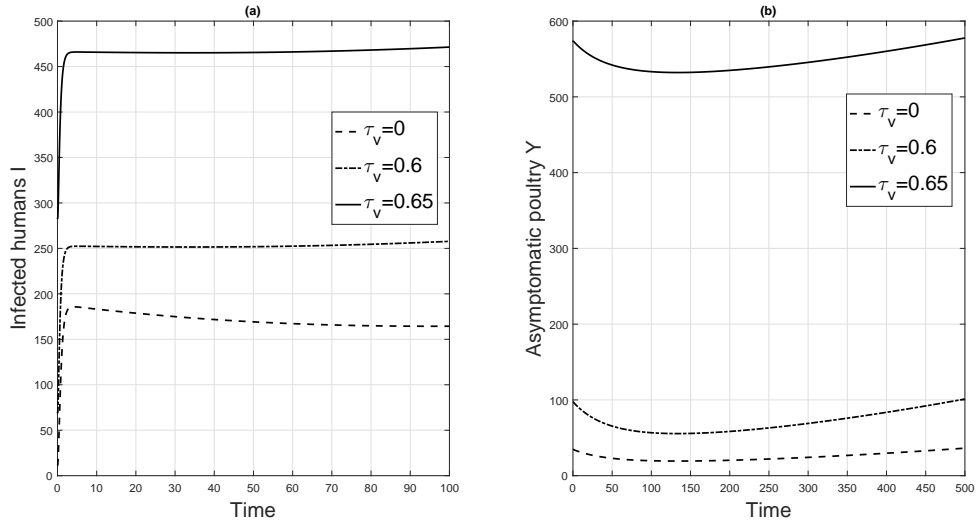 (a)
Infected humans I
500
450
400
350
300
250
200
150
100
50
0
τv=0
τv=0.6
τv=0.65
0 10 20 30 40 50 60 70 80 90 100
Time
(b)
Asymptomatic poultry Y
600
500
400
300
200
100
0
τv=0
τv=0.6
τv=0.65
0 50 100 150 200 250 300 350 400 450 500
Time